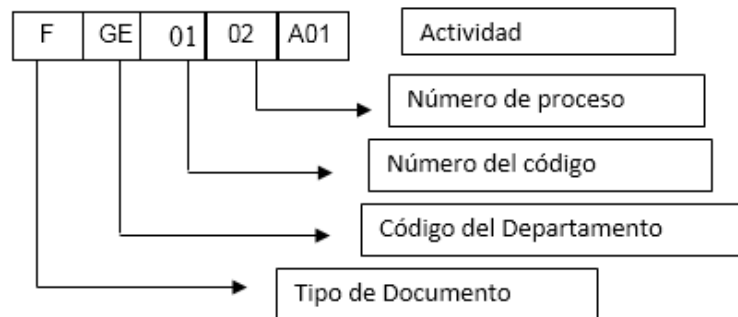 F GE 01 02 A01 Actividad
Número de proceso
Número del código
Código del Departamento
Tipo de Documento